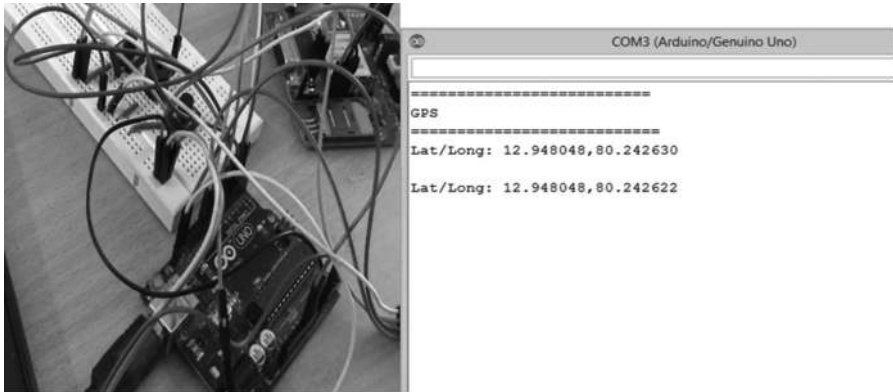 UNO
COM3 (Arduino/Genuino Uno)
===========================
GPS
============================
Lat/Long: 12.948048,80.242630
Lat/Long: 12.948048,80.242622